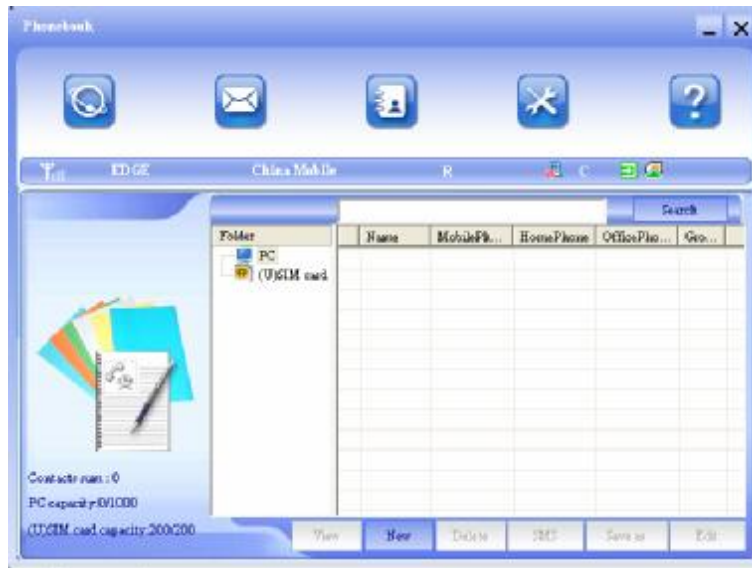 Phonebook
EDGE China Mobile R C
Search
Folder Name MobilePh... HomePhone OfficePho... Gro...
PC
(U)SIM card
Contacts sum : 0
PC capacity:0/1000
(U)SIM card capacity:200/200
View New Delete SMS Save as Edit